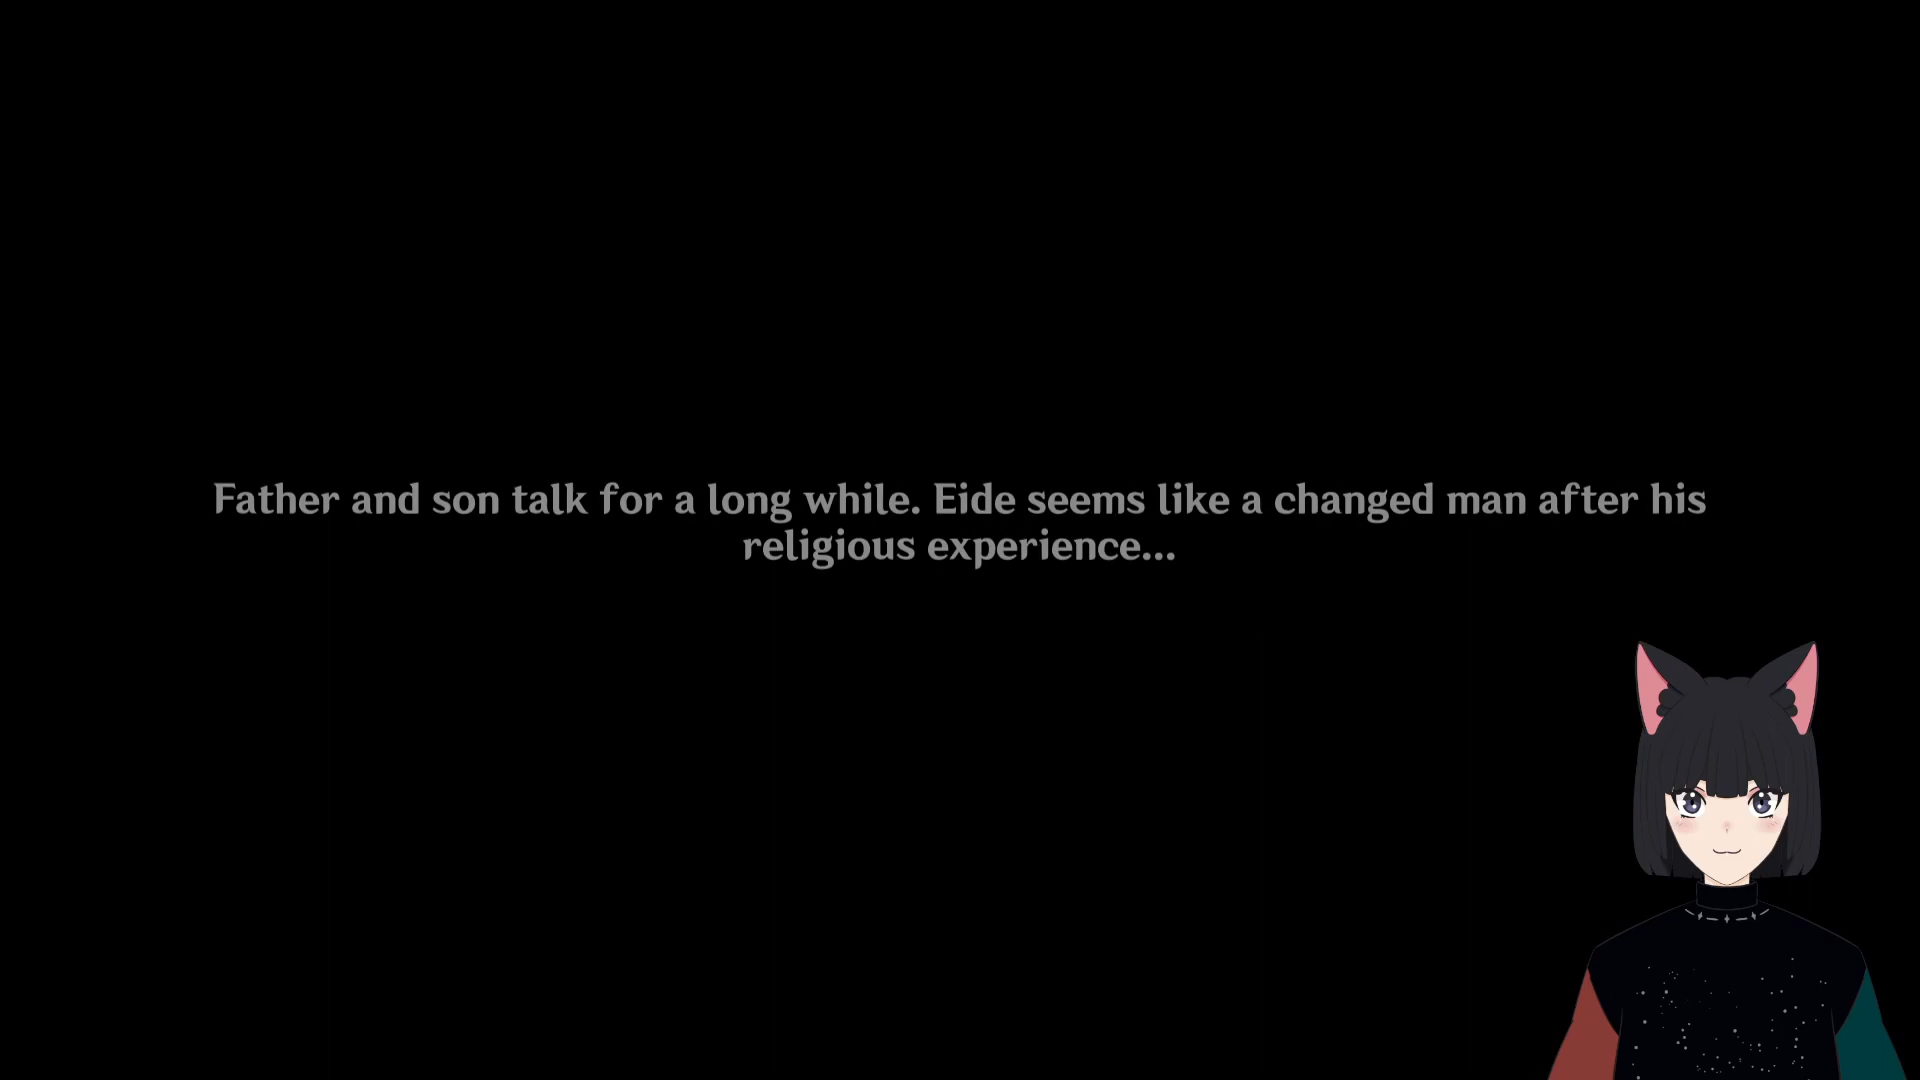 Father and son talk for a long while. Eide seems like a changed man after his
religious experience...